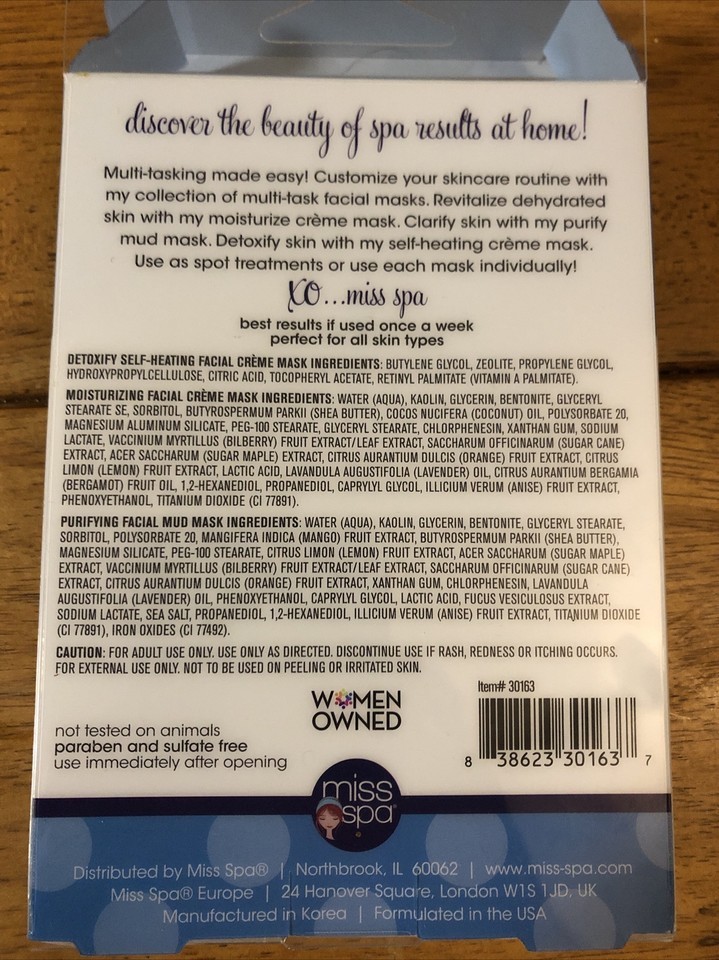 discover the beauty of spa results at home!
Multi-tasking made easy! Customize your skincare routine with
my collection of multi-task facial masks. Revitalize dehydrated
skin with my moisturize crème mask. Clarify skin with my purify
mud mask. Detoxify skin with my self-heating crème mask.
Use as spot treatments or use each mask individually!
XO...miss spa
best results if used once a week
perfect for all skin types
DETOXIFY SELF-HEATING FACIAL CRÈME MASK INGREDIENTS: BUTYLENE GLYCOL, ZEOLITE, PROPYLENE GLYCOL,
HYDROXYPROPYLCELLULOSE, CITRIC ACID, TOCOPHERYL ACETATE, RETINYL PALMITATE (VITAMIN A PALMITATE).
MOISTURIZING FACIAL CRÈME MASK INGREDIENTS: WATER (AQUA), KAOLIN, GLYCERIN, BENTONITE, GLYCERYL
STEARATE SE, SORBITOL, BUTYROSPERMUM PARKII (SHEA BUTTER), COCOS NUCIFERA (COCONUT) OIL, POLYSORBATE 20,
MAGNESIUM ALUMINUM SILICATE, PEG-100 STEARATE, GLYCERYL STEARATE, CHLORPHENESIN, XANTHAN GUM, SODIUM
LACTATE, VACCINIUM MYRTILLUS (BILBERRY) FRUIT EXTRACT/LEAF EXTRACT, SACCHARUM OFFICINARUM (SUGAR CANE)
EXTRACT, ACER SACCHARUM (SUGAR MAPLE) EXTRACT, CITRUS AURANTIUM DULCIS (ORANGE) FRUIT EXTRACT, CITRUS
LIMON (LEMON) FRUIT EXTRACT, LACTIC ACID, LAVANDULA AUGUSTIFOLIA (LAVENDER) OIL, CITRUS AURANTIUM BERGAMIA
(BERGAMOT) FRUIT OIL, 1,2-HEXANEDIOL, PROPANEDIOL, CAPRYLYL GLYCOL, ILLICIUM VERUM (ANISE) FRUIT EXTRACT,
PHENOXYETHANOL, TITANIUM DIOXIDE (CI 77891).
PURIFYING FACIAL MUD MASK INGREDIENTS: WATER (AQUA), KAOLIN, GLYCERIN, BENTONITE, GLYCERYL STEARATE,
SORBITOL, POLYSORBATE 20, MANGIFERA INDICA (MANGO) FRUIT EXTRACT, BUTYROSPERMUM PARKII (SHEA BUTTER),
MAGNESIUM SILICATE, PEG-100 STEARATE, CITRUS LIMON (LEMON) FRUIT EXTRACT, ACER SACCHARUM (SUGAR MAPLE)
EXTRACT, VACCINIUM MYRTILLUS (BILBERRY) FRUIT EXTRACT/LEAF EXTRACT, SACCHARUM OFFICINARUM (SUGAR CANE)
EXTRACT, CITRUS AURANTIUM DULCIS (ORANGE) FRUIT EXTRACT, XANTHAN GUM, CHLORPHENESIN, LAVANDULA
AUGUSTIFOLIA (LAVENDER) OIL, PHENOXYETHANOL, CAPRYLYL GLYCOL, LACTIC ACID, FUCUS VESICULOSUS EXTRACT,
SODIUM LACTATE, SEA SALT, PROPANEDIOL, 1,2-HEXANEDIOL, ILLICIUM VERUM (ANISE) FRUIT EXTRACT, TITANIUM DIOXIDE
(CI 77891), IRON OXIDES (CI 77492).
CAUTION: FOR ADULT USE ONLY. USE ONLY AS DIRECTED. DISCONTINUE USE IF RASH, REDNESS OR ITCHING OCCURS.
FOR EXTERNAL USE ONLY. NOT TO BE USED ON PEELING OR IRRITATED SKIN.
Item# 30163
WOMEN
OWNED
not tested on animals
paraben and sulfate free
use immediately after opening
8 38623 30163 7
miss
spa®
Distributed by Miss Spa® | Northbrook, IL 60062 | www.miss-spa.com
Miss Spa® Europe | 24 Hanover Square, London W1S 1JD, UK
Manufactured in Korea | Formulated in the USA